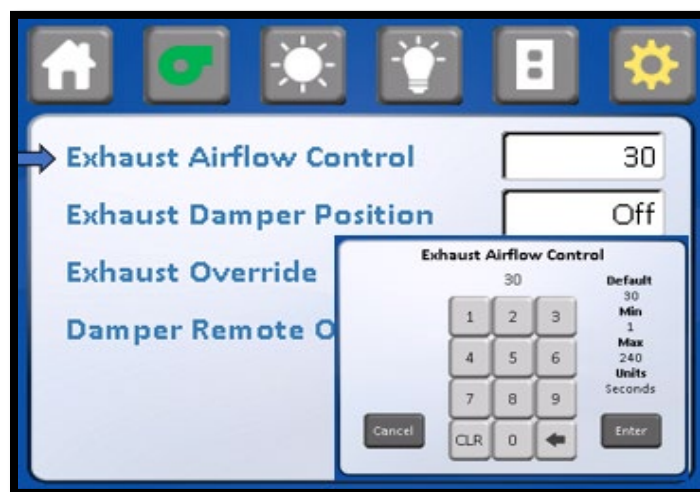 Exhaust Airflow Control 30
Exhaust Damper Position Off
Exhaust Override
Damper Remote O
Exhaust Airflow Control
30
Default
30
Min
1
Max
240
Units
Seconds
1 2 3
4 5 6
7 8 9
Cancel CLR 0 Enter